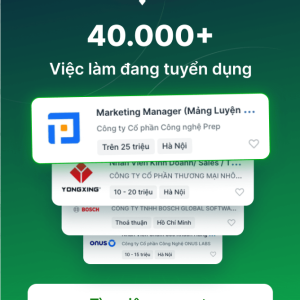 40.000+
Việc làm đang tuyển dụng
Marketing Manager (Mảng Luyện ...
Công ty Cổ phần Công nghệ Prep
Trên 25 triệu Hà Nội
Nhân Viên Kinh Doanh/ Sales / T...
YONGXING
CÔNG TY CỔ PHẦN THƯƠNG MẠI NHÔ...
10 - 20 triệu Hà Nội
BOSCH
CÔNG TY TNHH BOSCH GLOBAL SOFTWA...
Thoả thuận Hồ Chí Minh
ONUS
Công ty Cổ phần Công Nghệ ONUS LABS
10 - 15 triệu Hà Nội